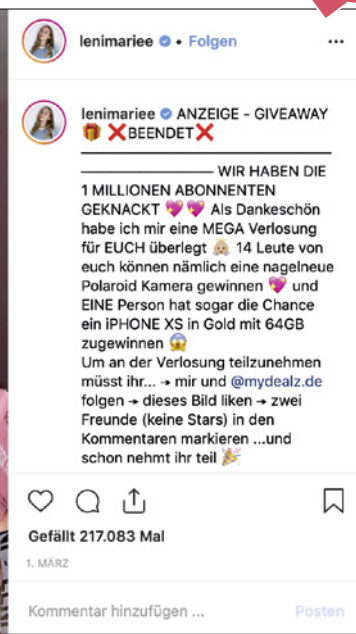 lenimariee • Folgen
lenimariee ANZEIGE - GIVEAWAY
🎁 ❌BEENDET❌
WIR HABEN DIE
1 MILLIONEN ABONNENTEN
GEKNACKT 💖💖 Als Dankeschön
habe ich mir eine MEGA Verlosung
für EUCH überlegt 👧🏼 14 Leute von
euch können nämlich eine nagelneue
Polaroid Kamera gewinnen 💖 und
EINE Person hat sogar die Chance
ein iPHONE XS in Gold mit 64GB
zugewinnen 😱
Um an der Verlosung teilzunehmen
müsst ihr... → mir und @mydealz.de
folgen → dieses Bild liken → zwei
Freunde (keine Stars) in den
Kommentaren markieren ...und
schon nehmt ihr teil 🎉
Gefällt 217.083 Mal
1. MÄRZ
Kommentar hinzufügen ... Posten